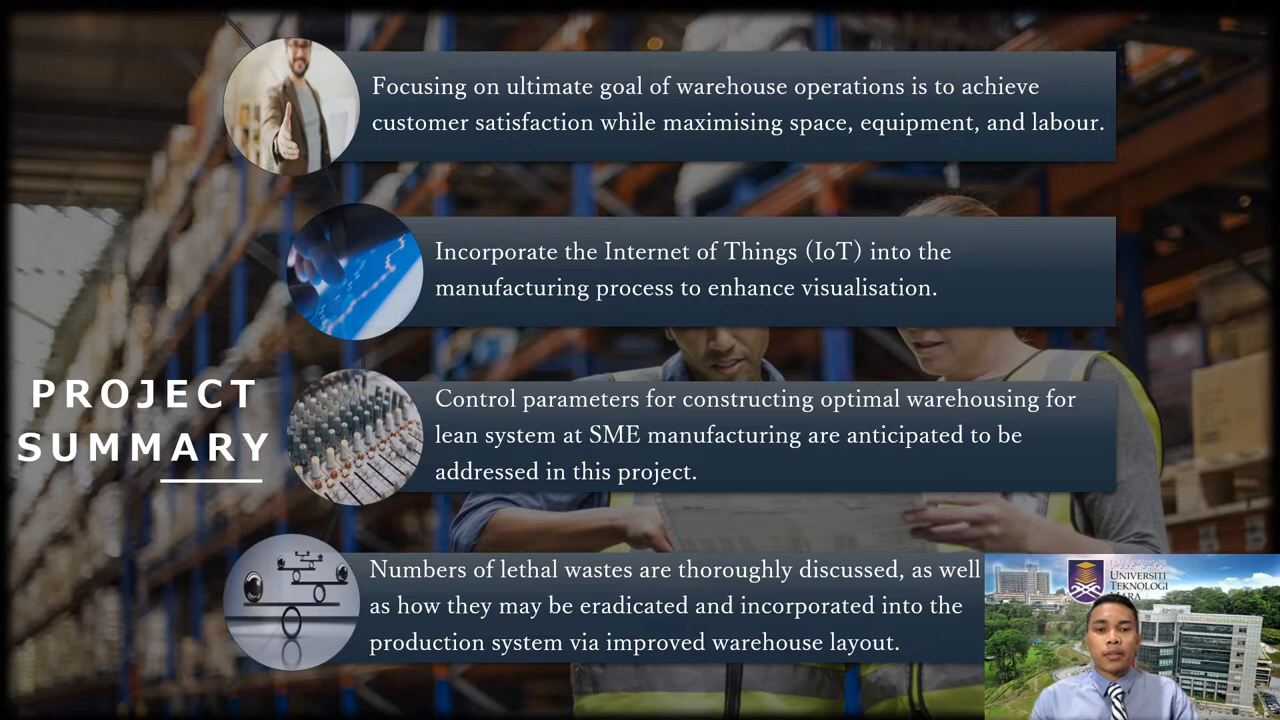 Focusing on ultimate goal of warehouse operations is to achieve
customer satisfaction while maximising space, equipment, and labour.
Incorporate the Internet of Things (IoT) into the
manufacturing process to enhance visualisation.
PROJECT
SUMMARY
Control parameters for constructing optimal warehousing for
lean system at SME manufacturing are anticipated to be
addressed in this project.
Numbers of lethal wastes are thoroughly discussed, as well
as how they may be eradicated and incorporated into the
production system via improved warehouse layout.
UNIVERSITI
TEKNOLOGI
MARA